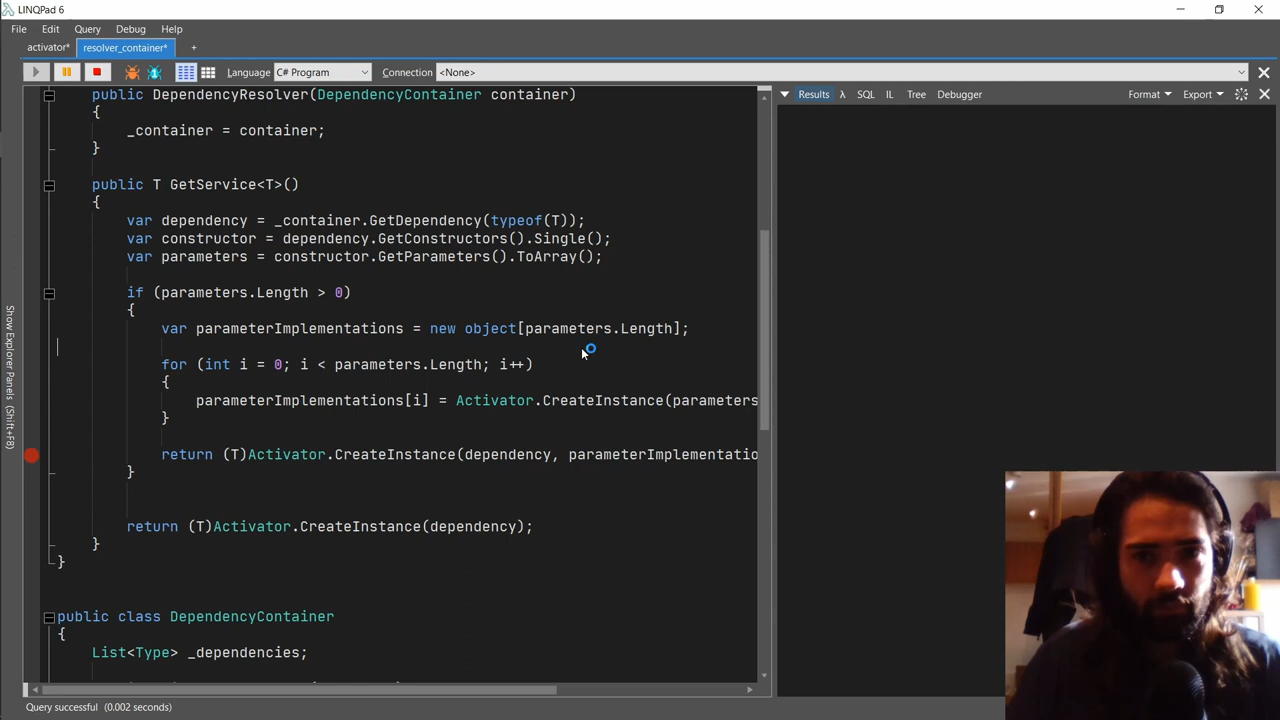 LINQPad 6
File Edit Query Debug Help
activator* resolver_container* +
Language C# Program Connection <None>
public DependencyResolver(DependencyContainer container)
{
_container = container;
}
public T GetService<T>()
{
var dependency = _container.GetDependency(typeof(T));
var constructor = dependency.GetConstructors().Single();
var parameters = constructor.GetParameters().ToArray();
if (parameters.Length > 0)
{
var parameterImplementations = new object[parameters.Length];
for (int i = 0; i < parameters.Length; i++)
{
parameterImplementations[i] = Activator.CreateInstance(parameters
}
return (T)Activator.CreateInstance(dependency, parameterImplementatio
}
return (T)Activator.CreateInstance(dependency);
}
}
public class DependencyContainer
{
List<Type> _dependencies;
Results λ SQL IL Tree Debugger Format Export
Show Explorer Panels (Shift+F8)
Query successful (0.002 seconds)